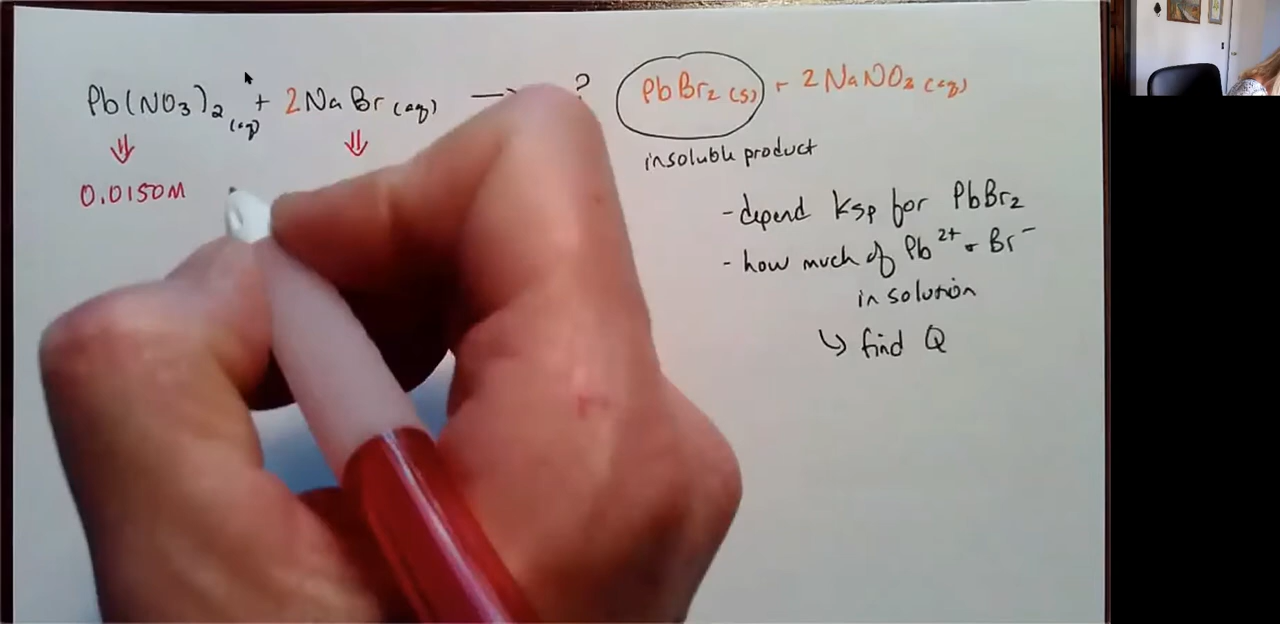 Pb(NO3)2 (aq) + 2NaBr (aq) → ? PbBr2 (s) + 2NaNO3 (aq)
insoluble product
0.0150M
- depend Ksp for PbBr2
- how much of Pb2+ + Br-
in solution
↳ find Q